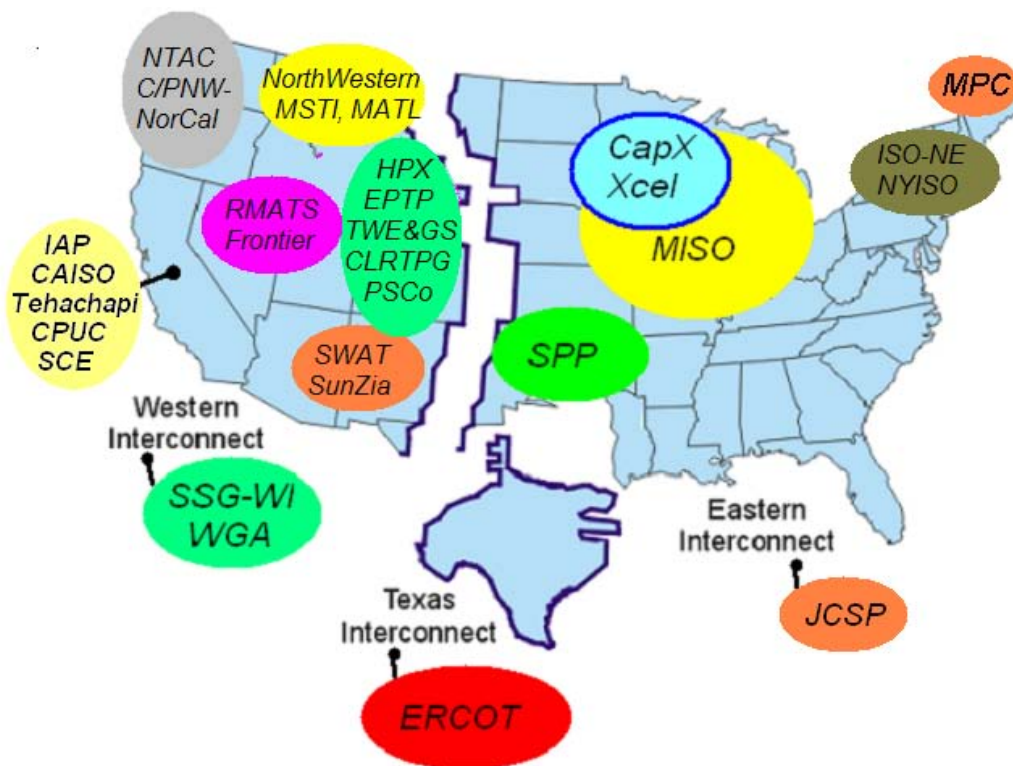 NTAC
C/PNW-
NorCal
NorthWestern
MSTI, MATL
MPC
CapX
Xcel
ISO-NE
NYISO
HPX
EPTP
TWE&GS
CLRTPG
PSCo
RMATS
Frontier
MISO
IAP
CAISO
Tehachapi
CPUC
SCE
SWAT
SunZia
SPP
Western
Interconnect
SSG-WI
WGA
Eastern
Interconnect
JCSP
Texas
Interconnect
ERCOT